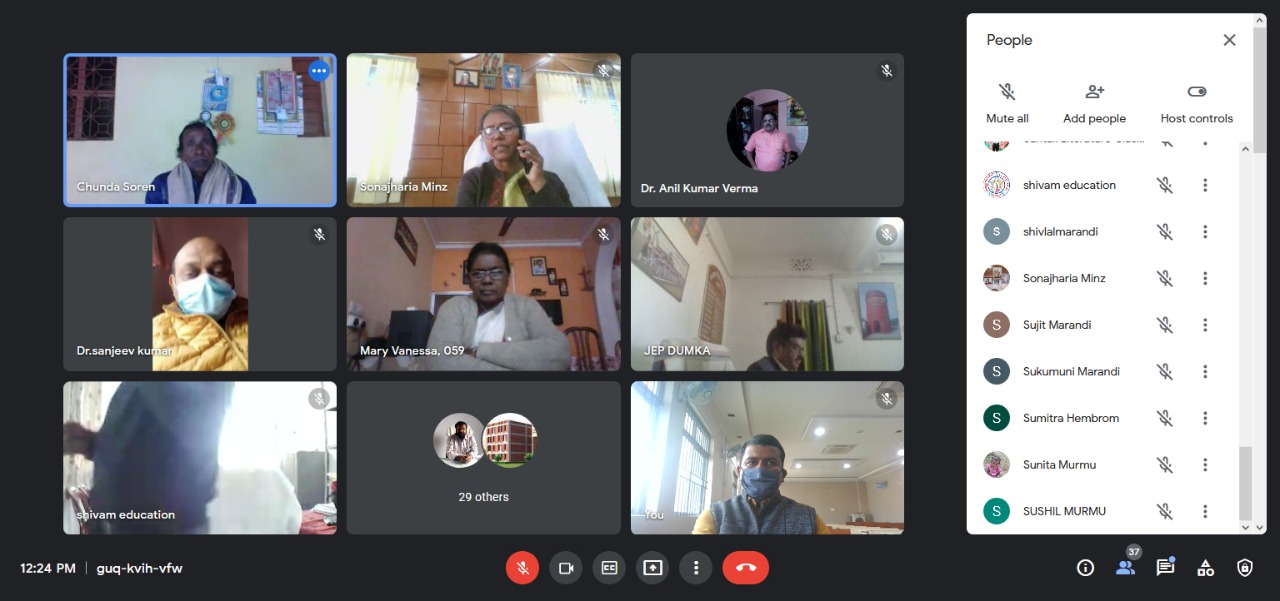 Chunda Soren
Sonajharia Minz
Dr. Anil Kumar Verma
Dr.sanjeev kumar
Mary Vanessa, 059
JEP DUMKA
shivam education
29 others
You
People
Mute all
Add people
Host controls
shivam education
S shivlalmarandi
Sonajharia Minz
S Sujit Marandi
S Sukumuni Marandi
S Sumitra Hembrom
Sunita Murmu
S SUSHIL MURMU
12:24 PM | guq-kvih-vfw
CC
37